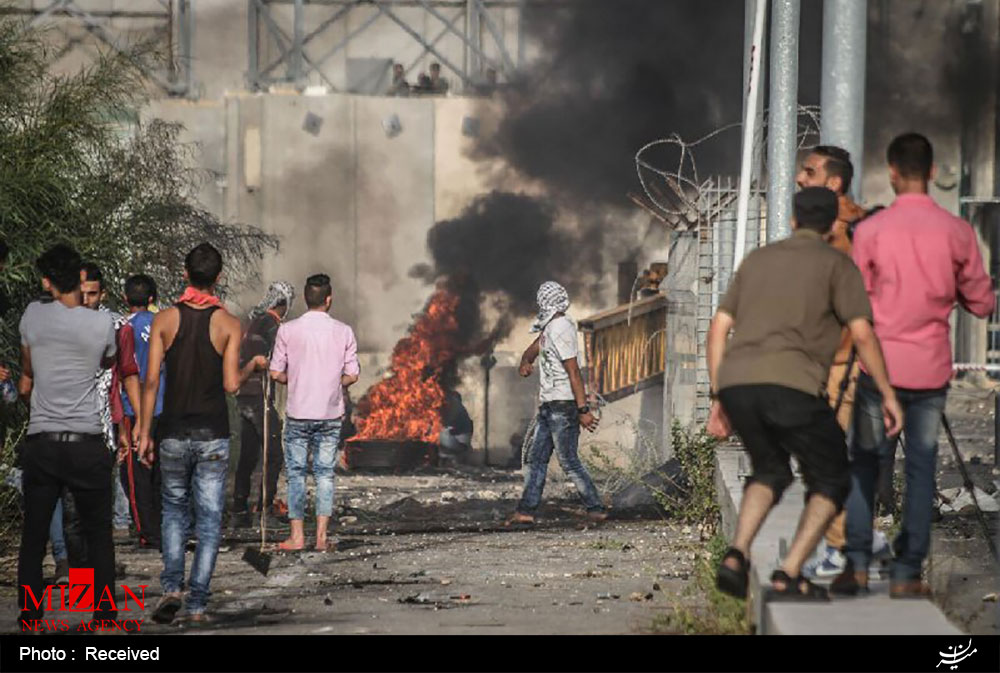 MIZAN
NEWS AGENCY
Photo : Received
میزان